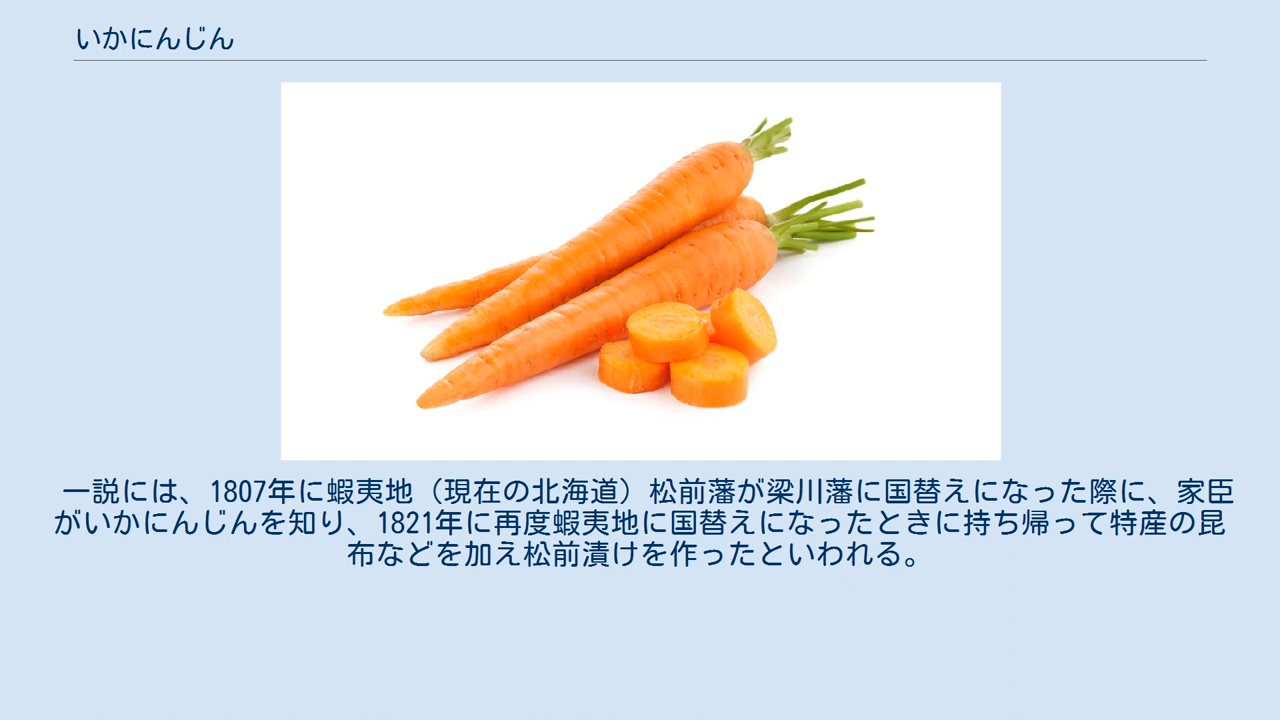 いかにんじん
一説には、1807年に蝦夷地（現在の北海道）松前藩が梁川藩に国替えになった際に、家臣
がいかにんじんを知り、1821年に再度蝦夷地に国替えになったときに持ち帰って特産の昆
布などを加え松前漬けを作ったといわれる。